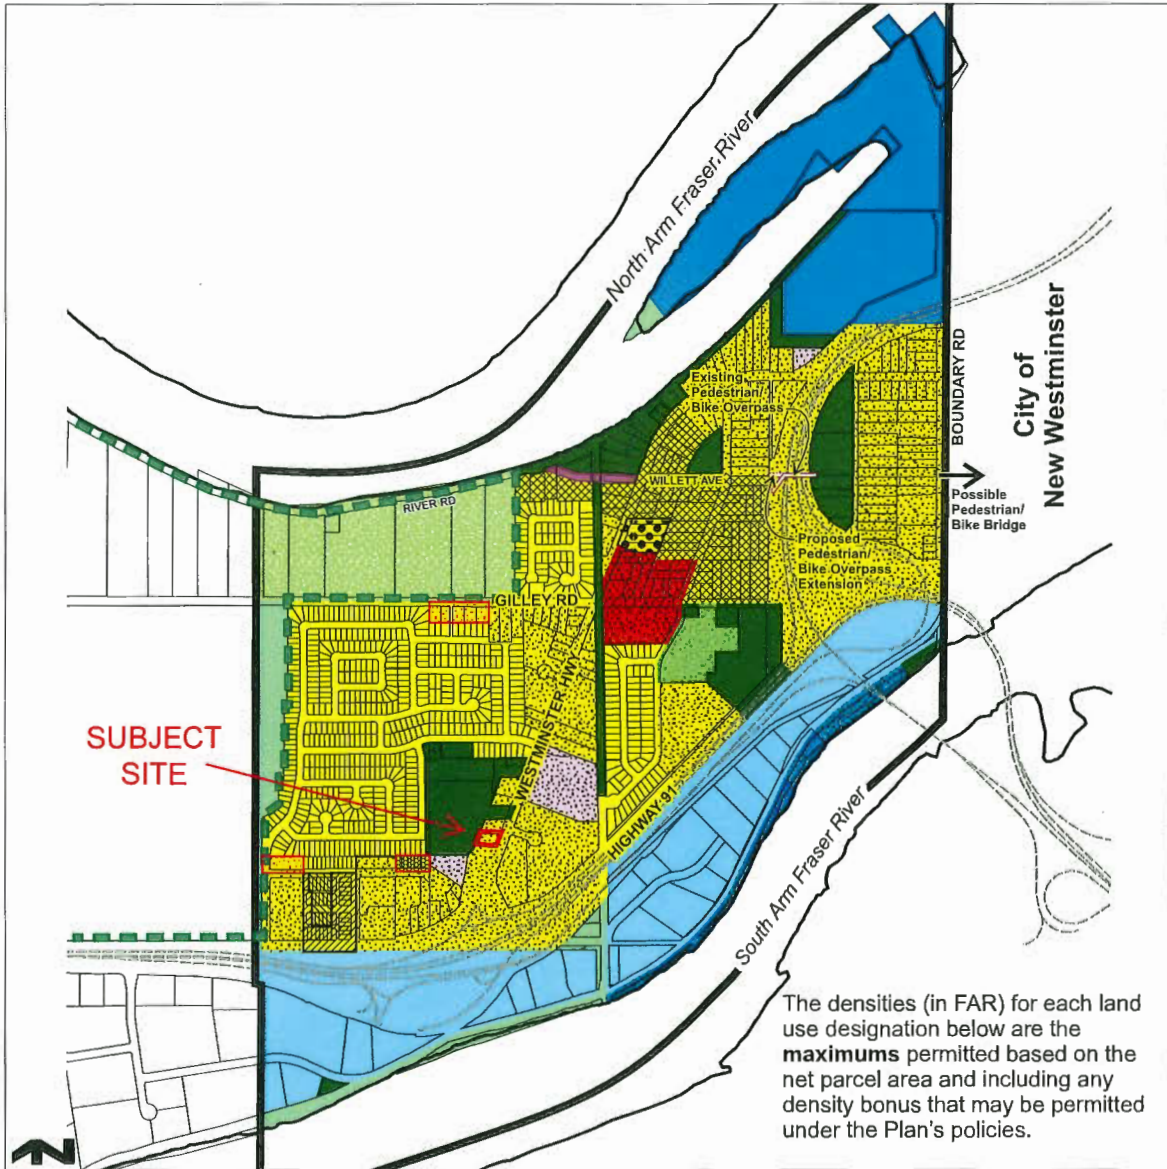 North Arm Fraser River
BOUNDARY RD
City of
New Westminster
Existing
Pedestrian/
Bike Overpass
WILLETT AVE
Possible
Pedestrian/
Bike Bridge
RIVER RD
Proposed
Pedestrian/
Bike Overpass
Extension
GILLEY RD
WESTMINSTER HWY
SUBJECT
SITE
HIGHWAY 91
South Arm Fraser River
The densities (in FAR) for each land
use designation below are the
maximums permitted based on the
net parcel area and including any
density bonus that may be permitted
under the Plan's policies.
N